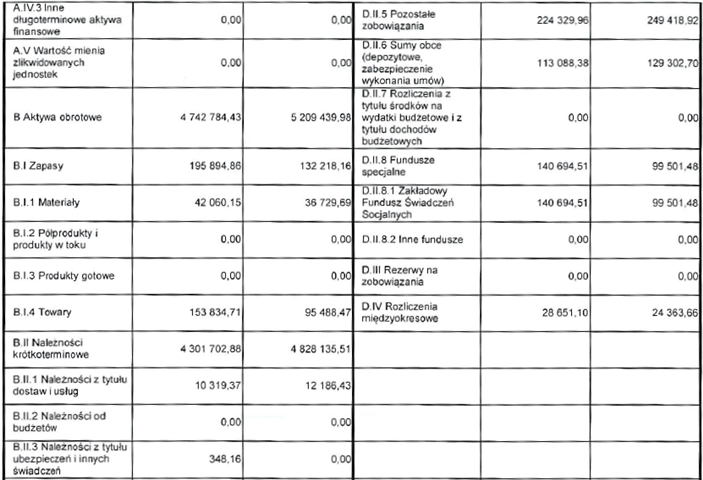 A.IV.3 Inne
długoterminowe aktywa
finansowe
0,00 0,00
D.II.5 Pozostałe
zobowiązania
224 329,96 249 418,92
A.V Wartość mienia
zlikwidowanych
jednostek
0,00 0,00
D.II.6 Sumy obce
(depozytowe,
zabezpieczenie
wykonania umów)
113 088,38 129 302,70
B Aktywa obrotowe
4 742 784,43 5 209 439,98
D.II.7 Rozliczenia z
tytułu środków na
wydatki budżetowe i z
tytułu dochodów
budżetowych
0,00 0,00
B.I Zapasy
195 894,86 132 218,16
D.II.8 Fundusze
specjalne
140 694,51 99 501,48
B.I.1 Materiały
42 060,15 36 729,69
D.II.8.1 Zakładowy
Fundusz Świadczeń
Socjalnych
140 694,51 99 501,48
B.I.2 Półprodukty i
produkty w toku
0,00 0,00
D.II.8.2 Inne fundusze
0,00 0,00
B.I.3 Produkty gotowe
0,00 0,00
D.III Rezerwy na
zobowiązania
0,00 0,00
B.I.4 Towary
153 834,71 95 488,47
D.IV Rozliczenia
międzyokresowe
28 651,10 24 363,66
B.II Należności
krótkoterminowe
4 301 702,88 4 828 135,51
B.II.1 Należności z tytułu
dostaw i usług
10 319,37 12 186,43
B.II.2 Należności od
budżetów
0,00 0,00
B.II.3 Należności z tytułu
ubezpieczeń i innych
świadczeń
348,16 0,00